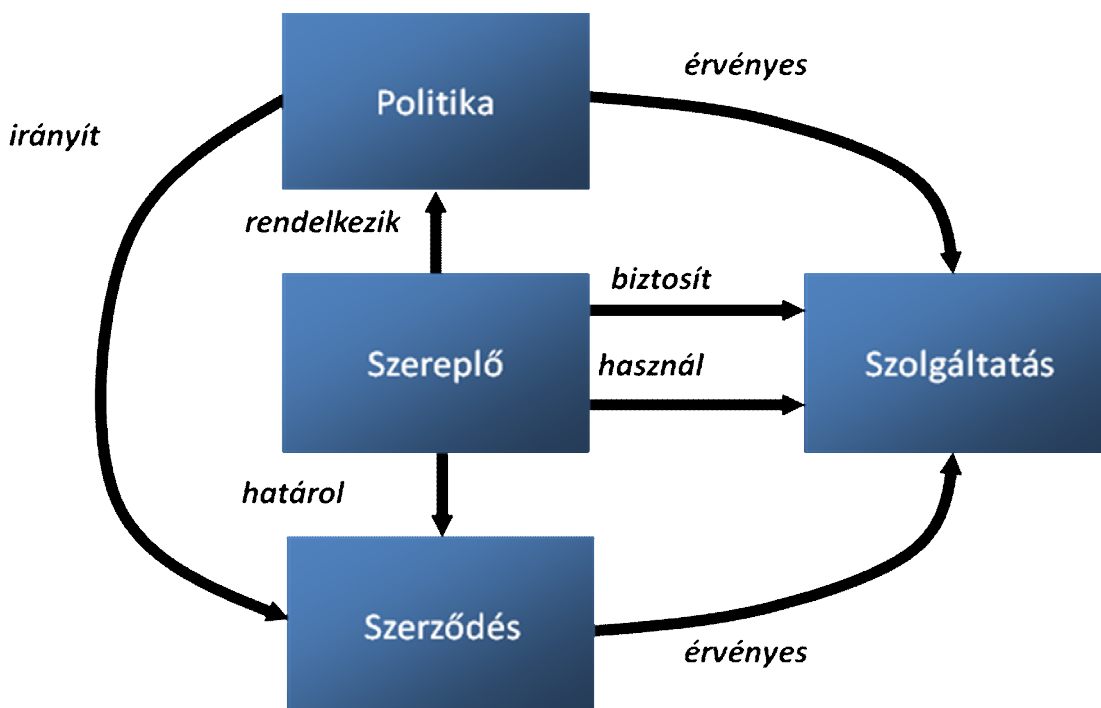 érvényes
Politika
irányít
rendelkezik
biztosít
Szereplő
használ
Szolgáltatás
határol
Szerződés
érvényes